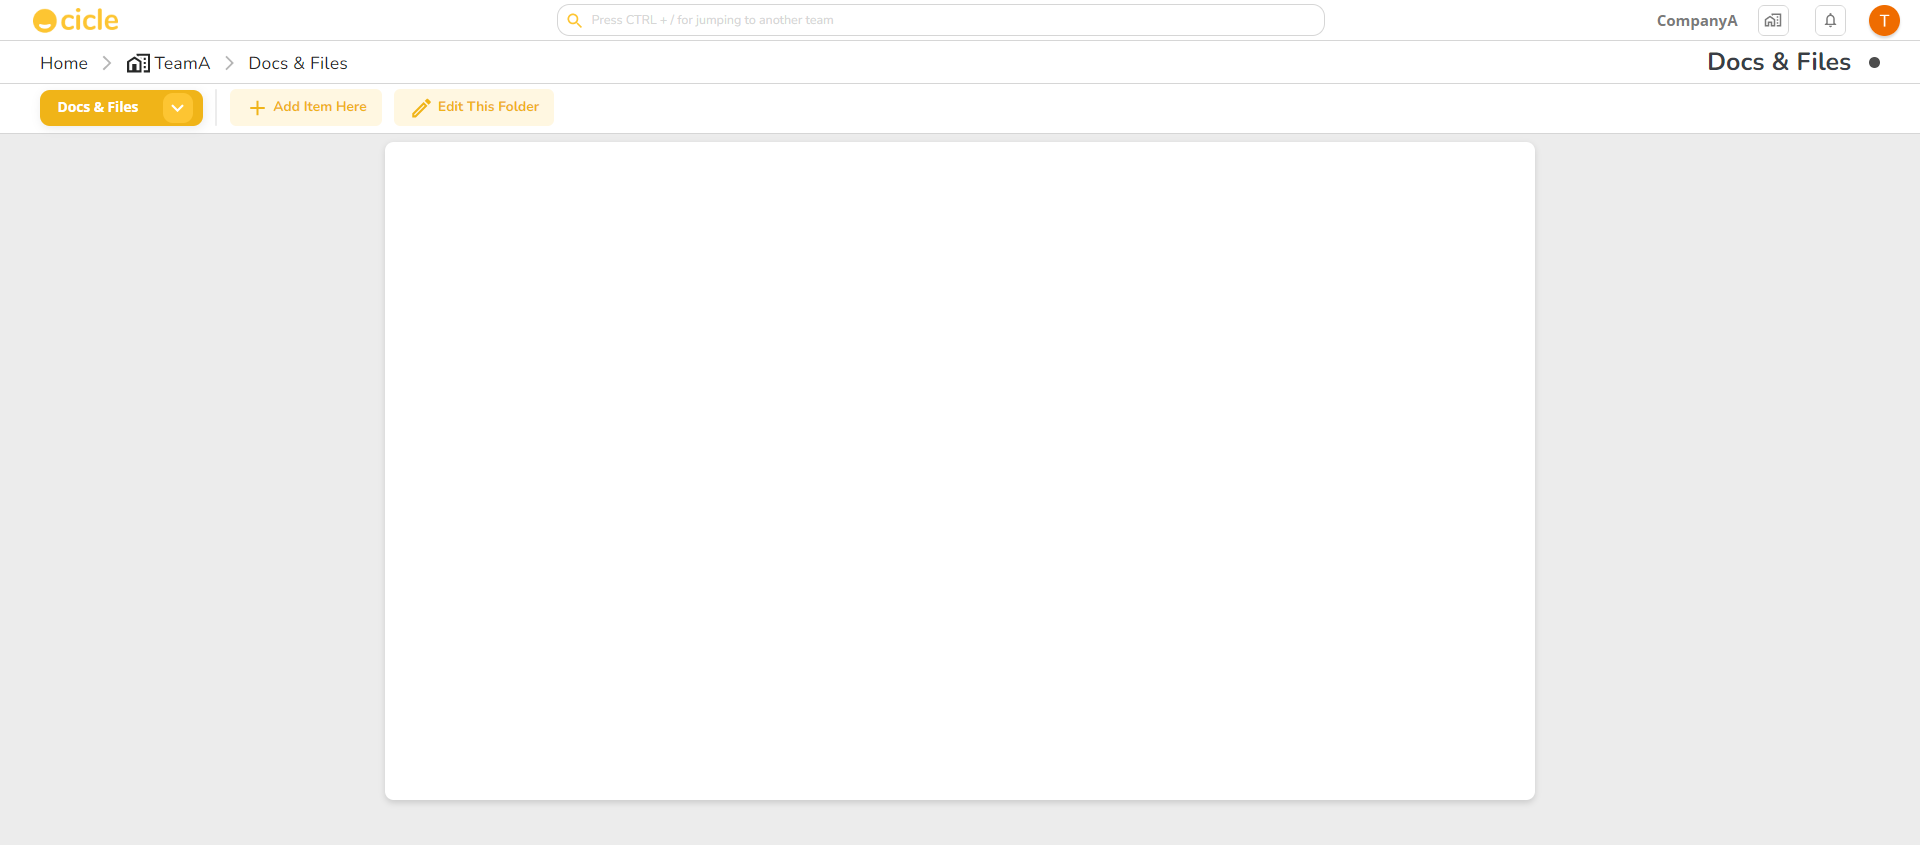 cicle
Press CTRL + / for jumping to another team
CompanyA
T
Home
TeamA
Docs & Files
Docs & Files
Docs & Files
Add Item Here
Edit This Folder